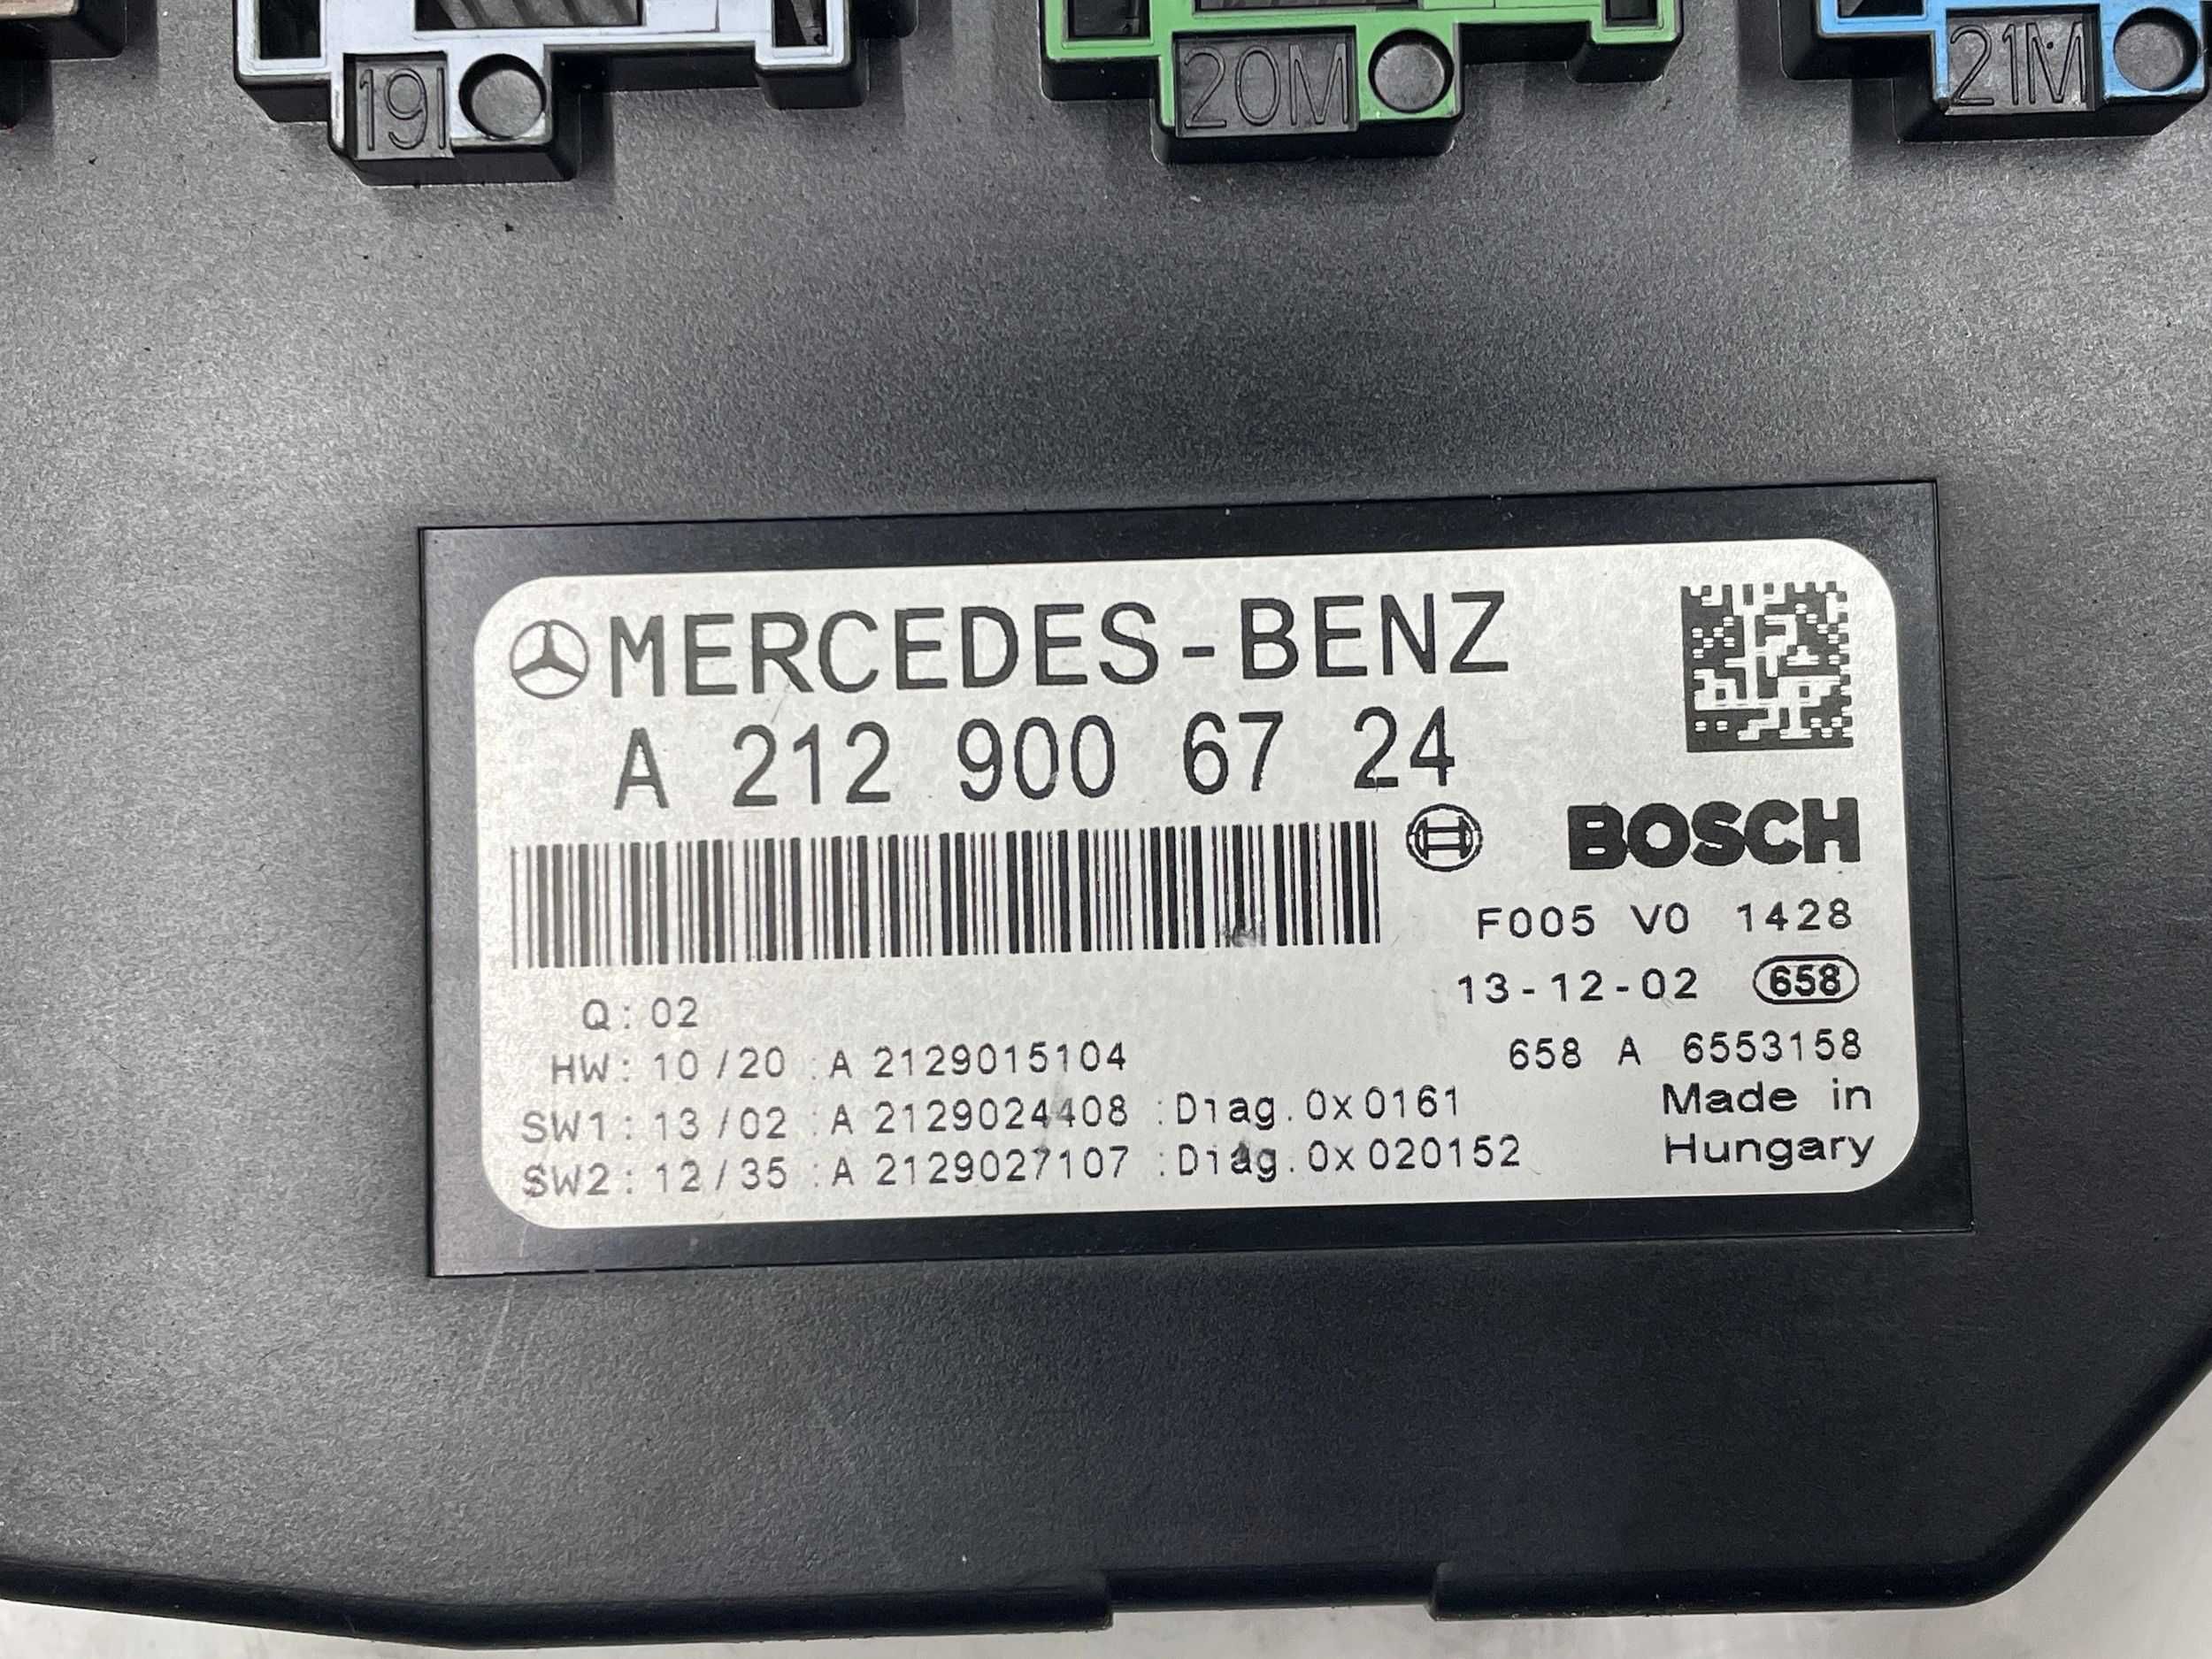 19I
20M
21M
MERCEDES-BENZ
A 212 900 67 24
BOSCH
F005 V0 1428
13-12-02 658
658 A 6553158
Made in
Hungary
Q:02
HW:10/20:A 2129015104
SW1:13/02:A 2129024408:Diag.0x0161
SW2:12/35:A 2129027107:Diag.0x020152